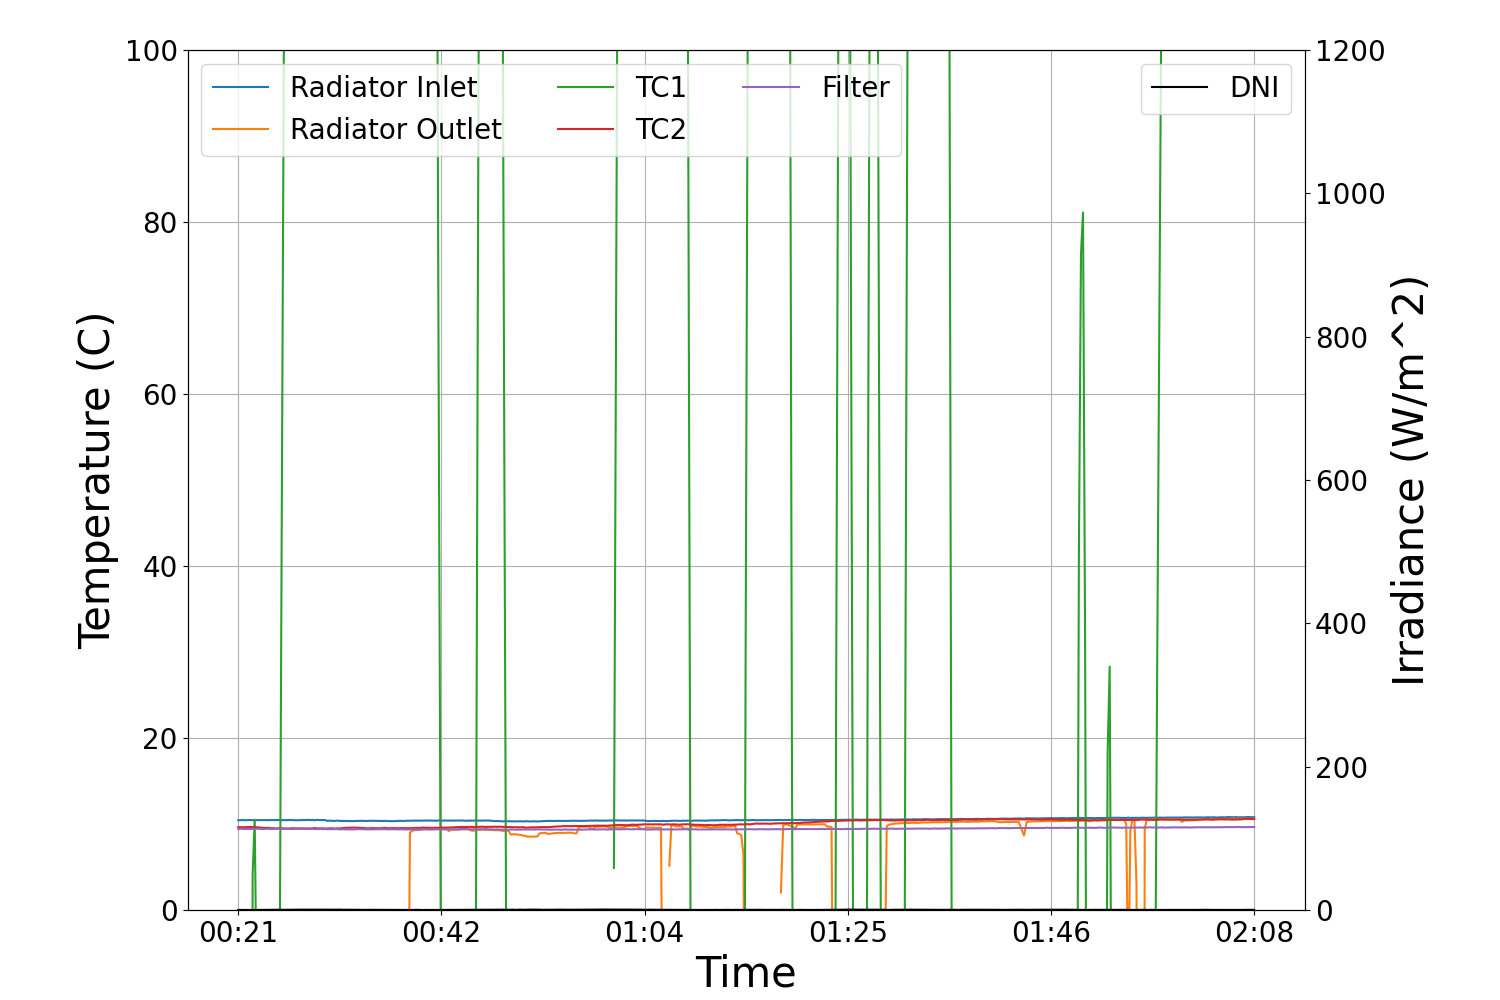 Radiator Inlet
Radiator Outlet
TC1
TC2
Filter
DNI
100
80
60
40
20
0
Temperature (C)
1200
1000
800
600
400
200
0
Irradiance (W/m^2)
00:21 00:42 01:04 01:25 01:46 02:08
Time